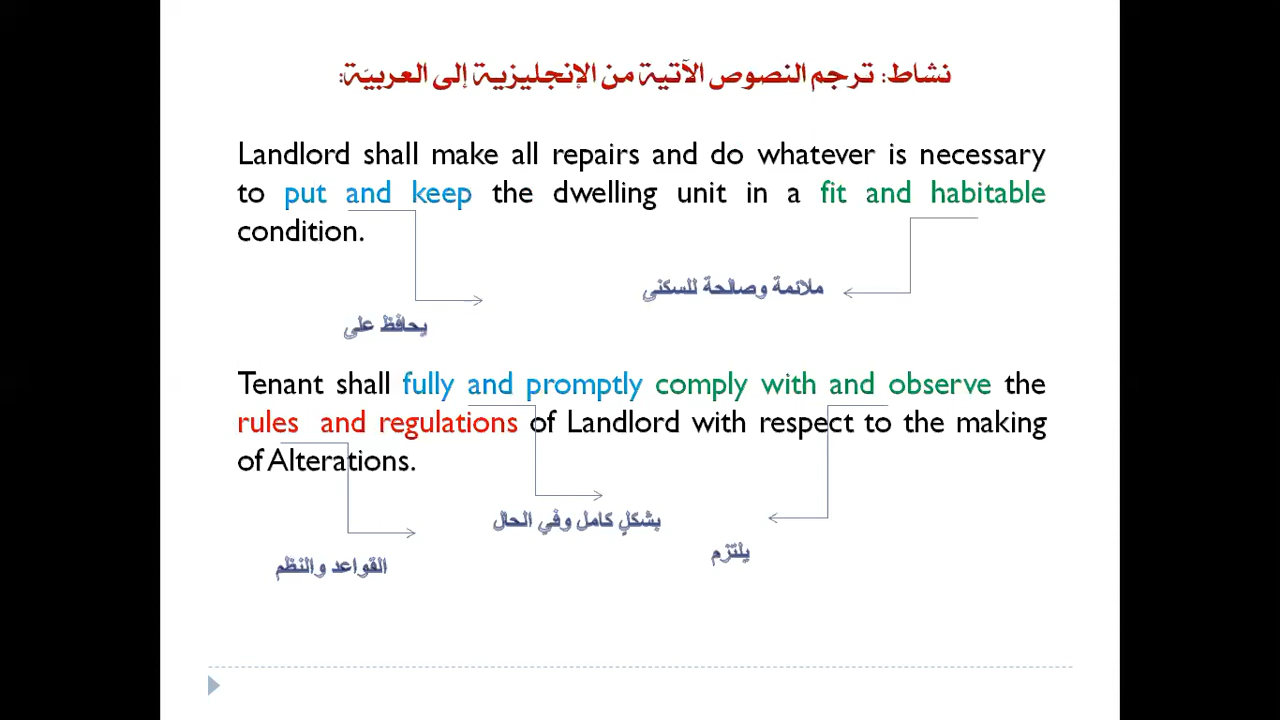 نشاط: ترجم النصوص الآتية من الإنجليزية إلى العربيّة:
Landlord shall make all repairs and do whatever is necessary
to put and keep the dwelling unit in a fit and habitable
condition.
ملائمة وصالحة للسكنى
يحافظ على
Tenant shall fully and promptly comply with and observe the
rules and regulations of Landlord with respect to the making
of Alterations.
بشكلٍ كامل وفي الحال
يلتزم
القواعد والنظم